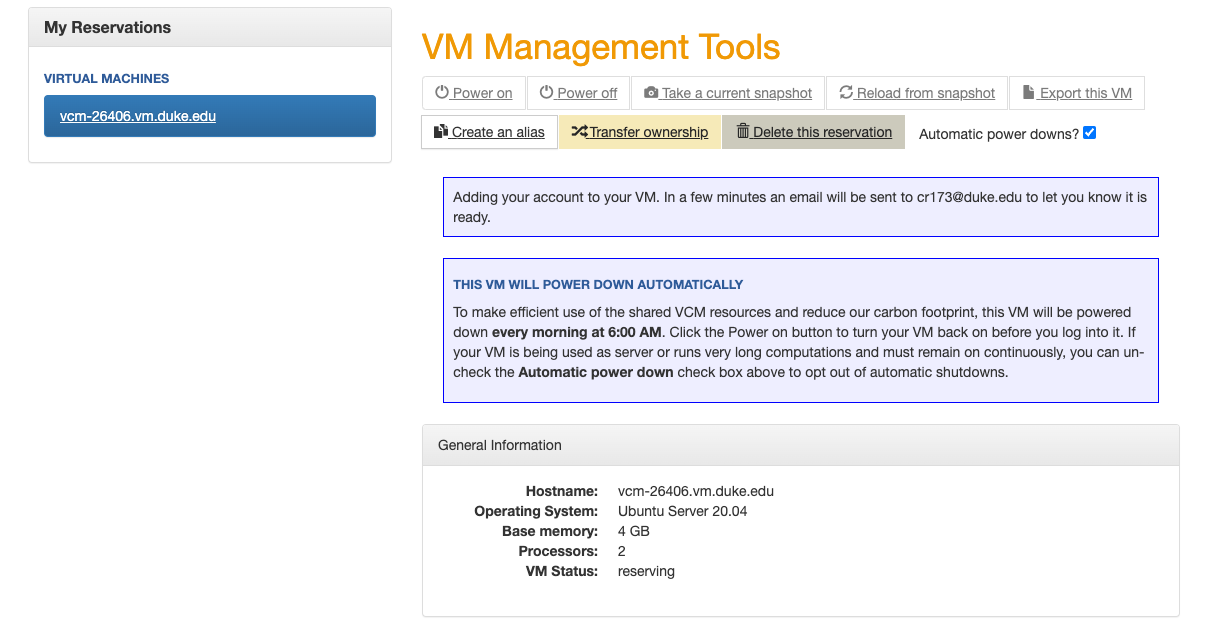 My Reservations
VIRTUAL MACHINES
vcm-26406.vm.duke.edu
VM Management Tools
Power on Power off Take a current snapshot Reload from snapshot Export this VM
Create an alias Transfer ownership Delete this reservation Automatic power downs?
Adding your account to your VM. In a few minutes an email will be sent to cr173@duke.edu to let you know it is
ready.
THIS VM WILL POWER DOWN AUTOMATICALLY
To make efficient use of the shared VCM resources and reduce our carbon footprint, this VM will be powered
down every morning at 6:00 AM. Click the Power on button to turn your VM back on before you log into it. If
your VM is being used as server or runs very long computations and must remain on continuously, you can un-
check the Automatic power down check box above to opt out of automatic shutdowns.
General Information
Hostname: vcm-26406.vm.duke.edu
Operating System: Ubuntu Server 20.04
Base memory: 4 GB
Processors: 2
VM Status: reserving